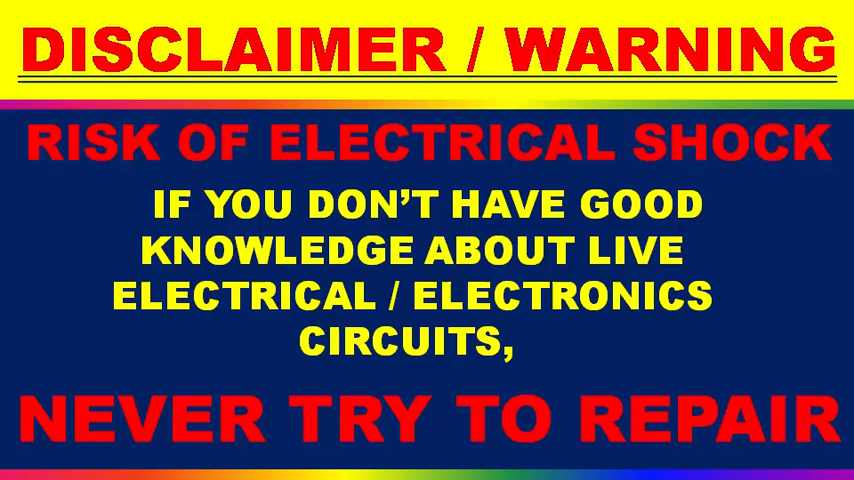 DISCLAIMER / WARNING
RISK OF ELECTRICAL SHOCK
IF YOU DON’T HAVE GOOD
KNOWLEDGE ABOUT LIVE
ELECTRICAL / ELECTRONICS
CIRCUITS,
NEVER TRY TO REPAIR